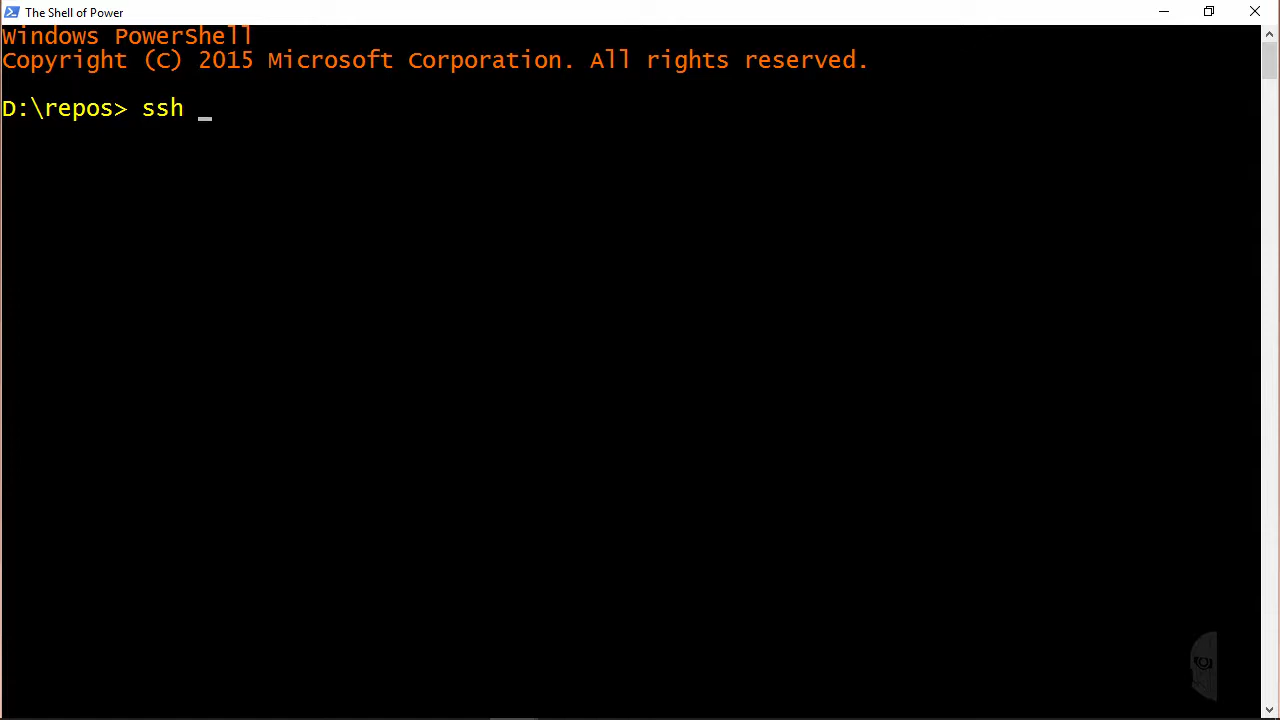 The Shell of Power
Windows PowerShell
Copyright (C) 2015 Microsoft Corporation. All rights reserved.
D:\repos> ssh _